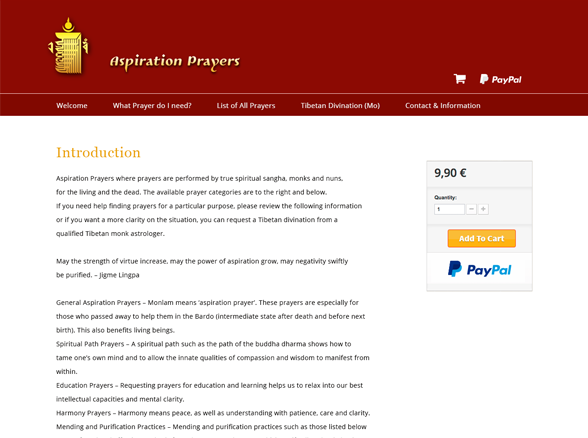 Aspiration Prayers
PayPal
Welcome
What Prayer do I need?
List of All Prayers
Tibetan Divination (Mo)
Contact & Information
Introduction
Aspiration Prayers where prayers are performed by true spiritual sangha, monks and nuns,
for the living and the dead. The available prayer categories are to the right and below.
If you need help finding prayers for a particular purpose, please review the following information
or if you want a more clarity on the situation, you can request a Tibetan divination from a
qualified Tibetan monk astrologer.
May the strength of virtue increase, may the power of aspiration grow, may negativity swiftly
be purified. – Jigme Lingpa
General Aspiration Prayers – Monlam means ‘aspiration prayer’. These prayers are especially for
those who passed away to help them in the Bardo (intermediate state after death and before next
birth). This also benefits living beings.
Spiritual Path Prayers – A spiritual path such as the path of the buddha dharma shows how to
tame one’s own mind and to allow the innate qualities of compassion and wisdom to manifest from
within.
Education Prayers – Requesting prayers for education and learning helps us to relax into our best
intellectual capacities and mental clarity.
Harmony Prayers – Harmony means peace, as well as understanding with patience, care and clarity.
Mending and Purification Practices – Mending and purification practices such as those listed below
9,90 €
Quantity:
1
Add To Cart
PayPal